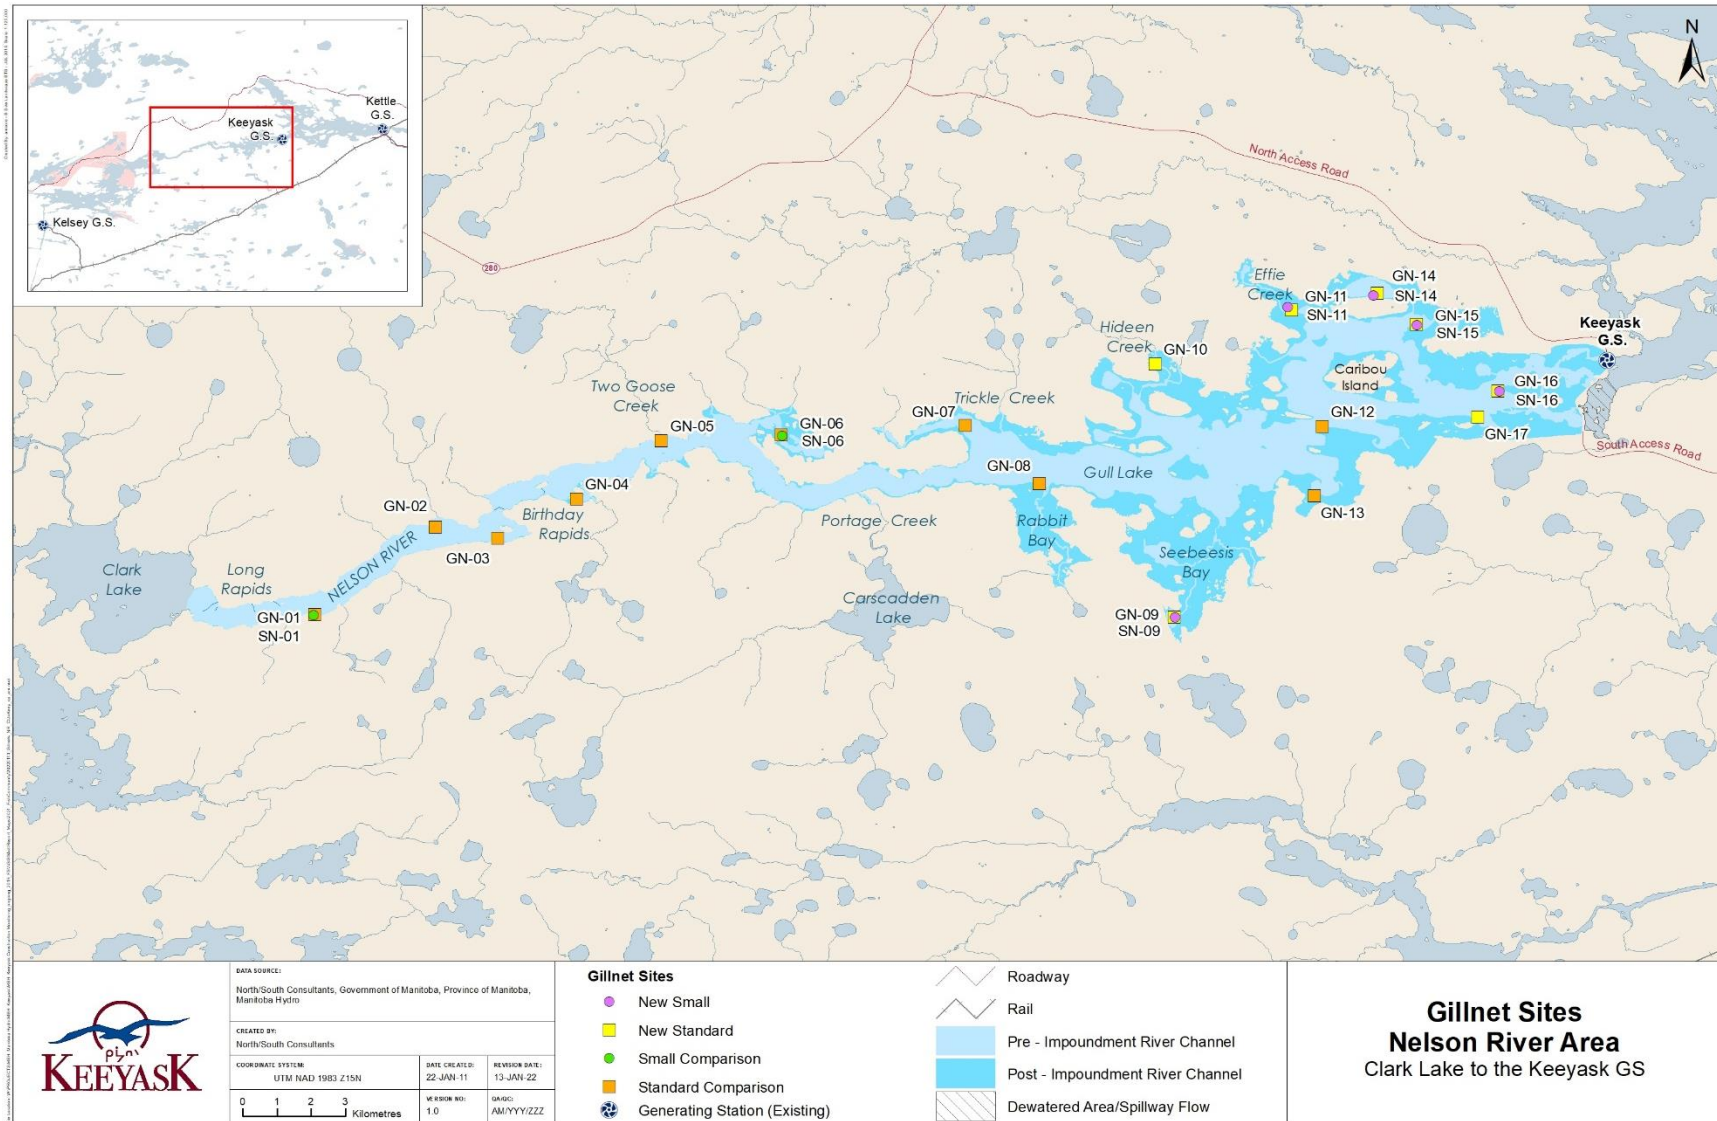 Kettle
G.S.
Keeyask
G.S.
Kelsey G.S.
N
North Access Road
280
Effie
Creek
GN-14
SN-14
GN-11
SN-11
GN-15
SN-15
Keeyask
G.S.
Hideen
Creek
GN-10
Caribou
Island
GN-16
SN-16
Two Goose
Creek
Trickle Creek
GN-07
GN-12
GN-05
GN-06
SN-06
GN-17
South Access Road
GN-08
Gull Lake
GN-04
GN-02
Birthday
Rapids
Portage Creek
Rabbit
Bay
GN-13
GN-03
NELSON RIVER
Seebeesis
Bay
Clark
Lake
Long
Rapids
Carscadden
Lake
GN-01
SN-01
GN-09
SN-09
KEEYASK
DATA SOURCE:
North/South Consultants, Government of Manitoba, Province of Manitoba,
Manitoba Hydro
CREATED BY:
North/South Consultants
COORDINATE SYSTEM:
UTM NAD 1983 Z15N
DATE CREATED:
22-JAN-11
REVISION DATE:
13-JAN-22
0 1 2 3
Kilometres
VERSION NO:
1.0
QA/QC:
AM/YYY/ZZZ
Gillnet Sites
New Small
New Standard
Small Comparison
Standard Comparison
Generating Station (Existing)
Roadway
Rail
Pre - Impoundment River Channel
Post - Impoundment River Channel
Dewatered Area/Spillway Flow
Gillnet Sites
Nelson River Area
Clark Lake to the Keeyask GS